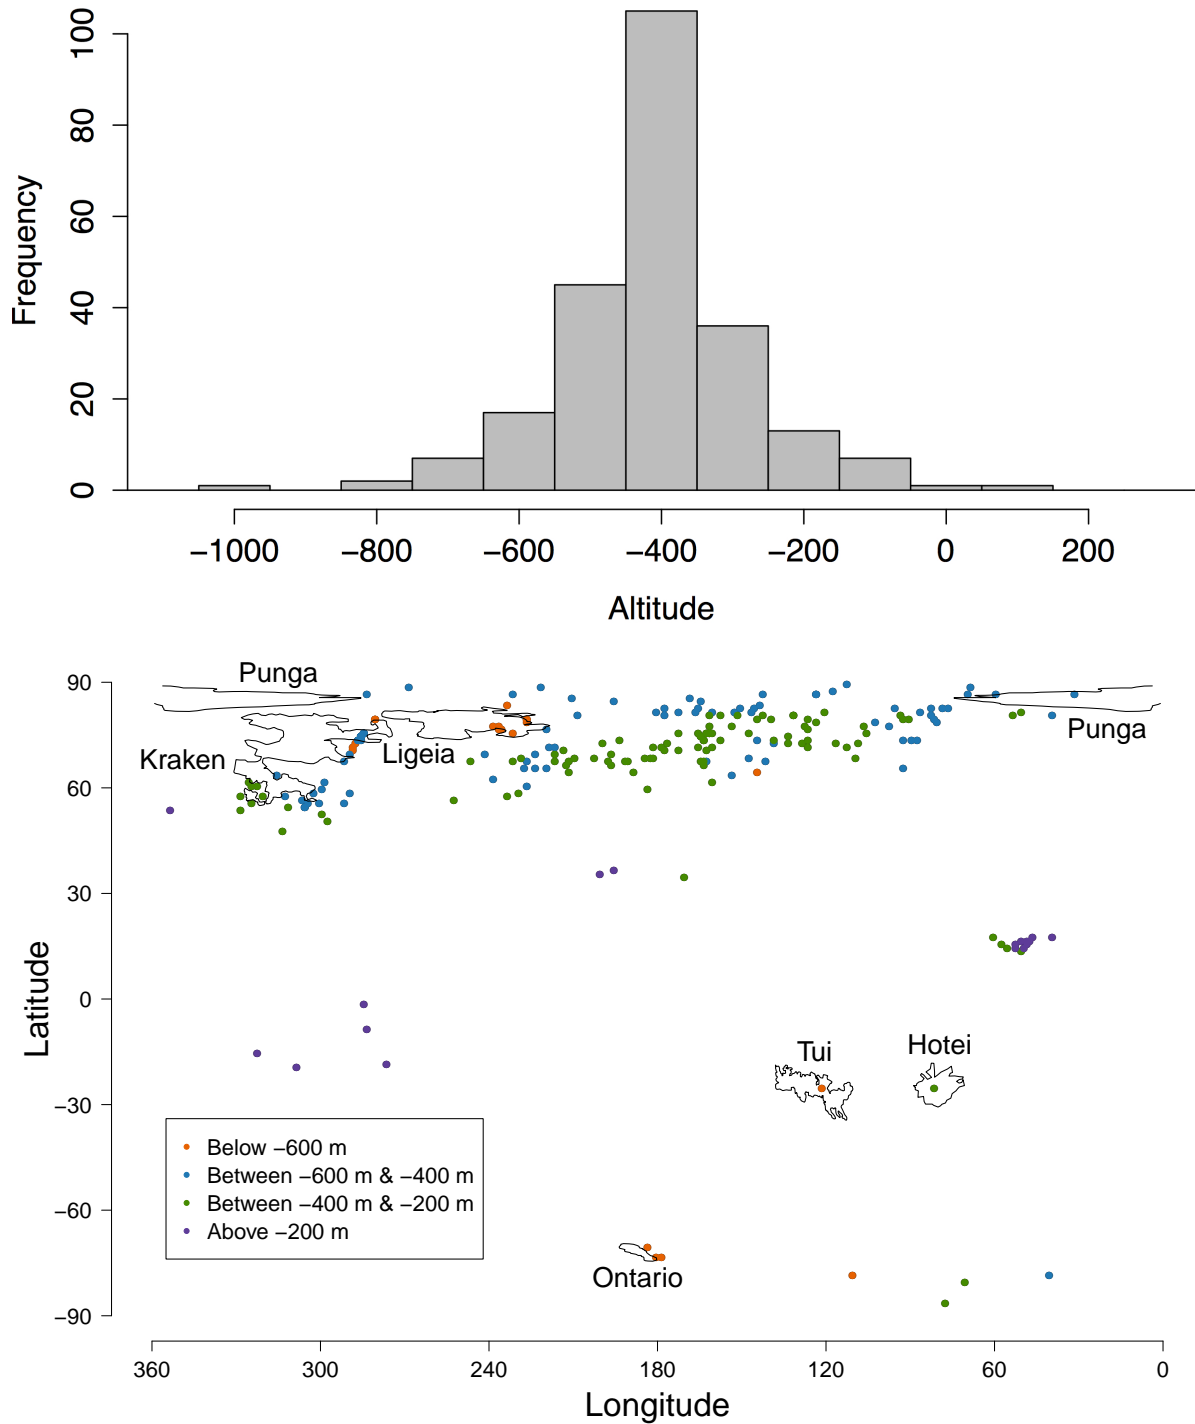 100
80
60
40
20
0
Frequency
−1000 −800 −600 −400 −200 0 200
Altitude
90
60
30
0
−30
−60
−90
Latitude
Punga
Kraken
Ligeia
Punga
Tui
Hotei
Below −600 m
Between −600 m & −400 m
Between −400 m & −200 m
Above −200 m
Ontario
360 300 240 180 120 60 0
Longitude